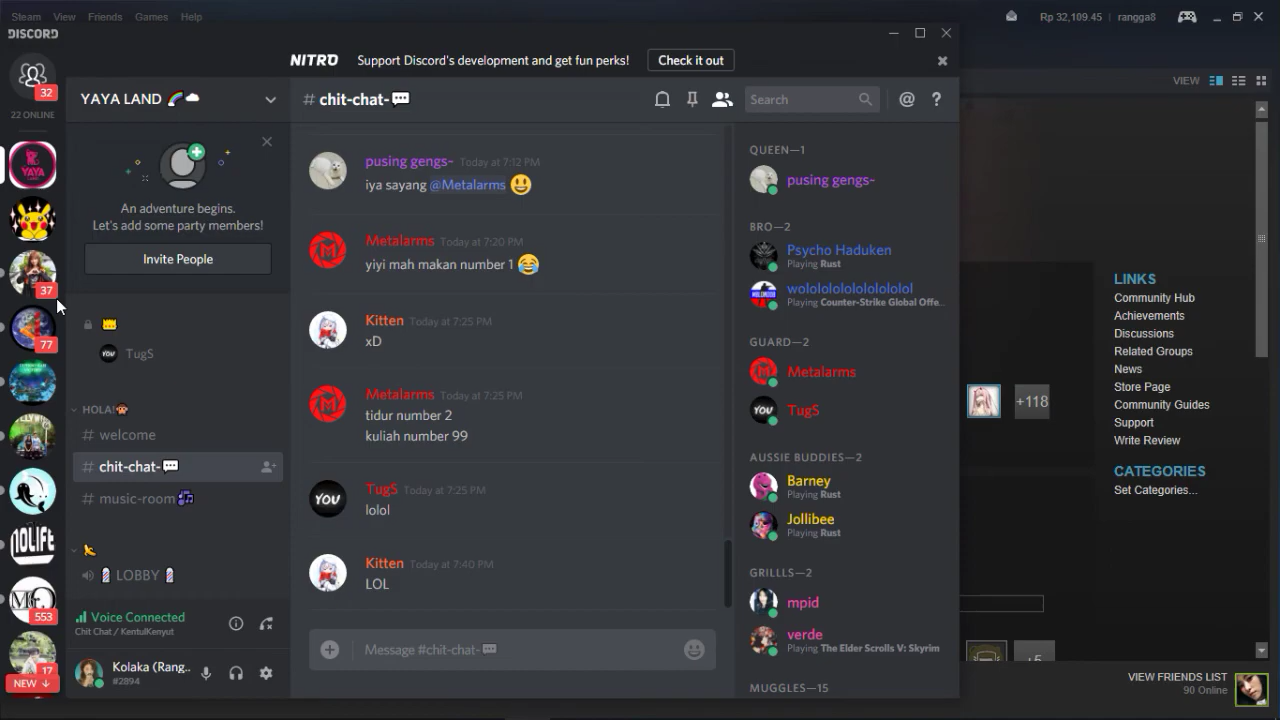 Steam View Friends Games Help
Rp 32,109.45 rangga8
DISCORD
NITRO Support Discord's development and get fun perks! Check it out
32
22 ONLINE
YAYA
37
77
NOLIFE
553
17
NEW ↓
YAYA LAND 🌈☁️
An adventure begins.
Let's add some party members!
Invite People
👑
YOU TugS
HOLA!🐵
# welcome
# chit-chat-💬
# music-room🎶
💈 LOBBY 💈
Voice Connected
Chit Chat / KentulKenyut
Kolaka (Rang..
#2894
# chit-chat-💬
Search
@ ?
pusing gengs- Today at 7:12 PM
iya sayang @Metalarms 😃
Metalarms Today at 7:20 PM
yiyi mah makan number 1 😂
Kitten Today at 7:25 PM
xD
Metalarms Today at 7:25 PM
tidur number 2
kuliah number 99
YOU
TugS Today at 7:25 PM
lolol
Kitten Today at 7:40 PM
LOL
Message #chit-chat-💬
QUEEN—1
pusing gengs-
BRO—2
Psycho Haduken
Playing Rust
wolololololololololol
Playing Counter-Strike Global Offe...
GUARD—2
Metalarms
YOU TugS
AUSSIE BUDDIES—2
Barney
Playing Rust
Jollibee
Playing Rust
GRILLLS—2
mpid
verde
Playing The Elder Scrolls V: Skyrim
MUGGLES—15
VIEW
+118
+5
LINKS
Community Hub
Achievements
Discussions
Related Groups
News
Store Page
Community Guides
Support
Write Review
CATEGORIES
Set Categories...
VIEW FRIENDS LIST
90 Online